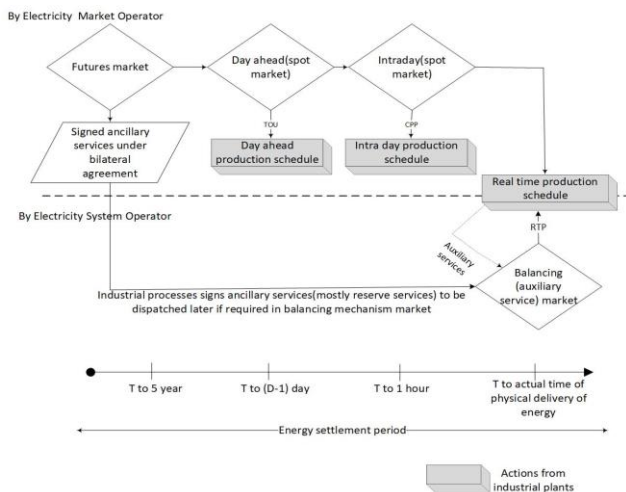 By Electricity Market Operator
Futures market
Day ahead(spot
market)
Intraday(spot
market)
Signed ancillary
services under
bilateral
agreement
TOU
Day ahead
production schedule
CPP
Intra day production
schedule
Real time production
schedule
By Electricity System Operator
RTP
Auxiliary
services
Balancing
(auxiliary
service) market
Industrial processes signs ancillary services(mostly reserve services) to be
dispatched later if required in balancing mechanism market
T to 5 year
T to (D-1) day
T to 1 hour
T to actual time of
physical delivery of
energy
Energy settlement period
Actions from
industrial plants